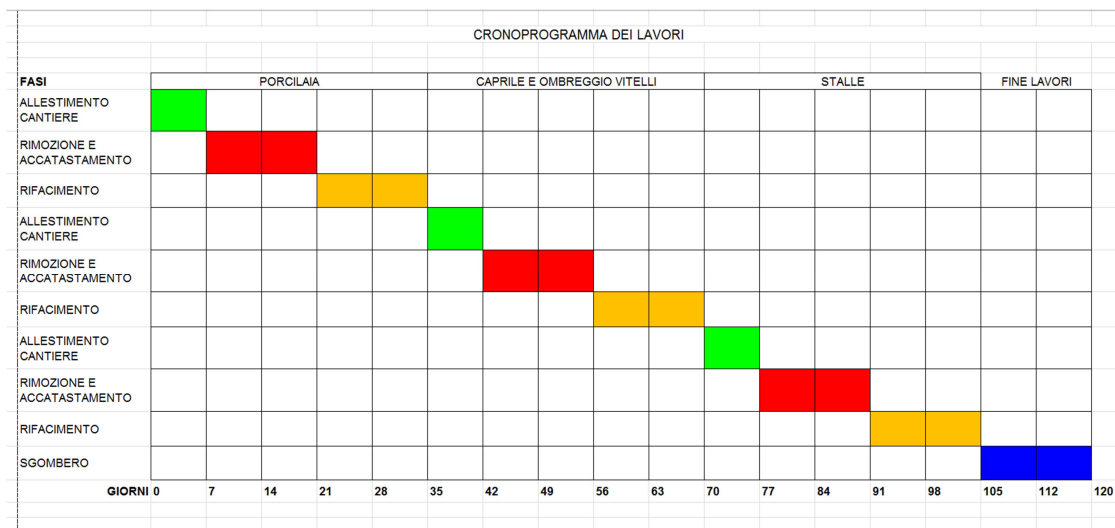 CRONOPROGRAMMA DEI LAVORI
FASI PORCILAIA CAPRILE E OMBREGGIO VITELLI STALLE FINE LAVORI
ALLESTIMENTO
CANTIERE
RIMOZIONE E
ACCATASTAMENTO
RIFACIMENTO
ALLESTIMENTO
CANTIERE
RIMOZIONE E
ACCATASTAMENTO
RIFACIMENTO
ALLESTIMENTO
CANTIERE
RIMOZIONE E
ACCATASTAMENTO
RIFACIMENTO
SGOMBERO
GIORNI 0 7 14 21 28 35 42 49 56 63 70 77 84 91 98 105 112 120